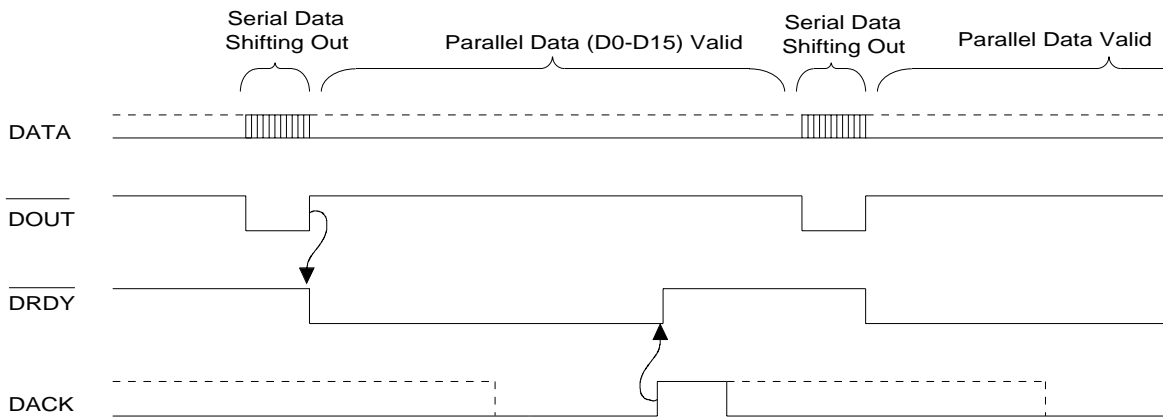 Serial Data
Shifting Out
Parallel Data (D0-D15) Valid
Serial Data
Shifting Out
Parallel Data Valid
DATA
DOUT
DRDY
DACK